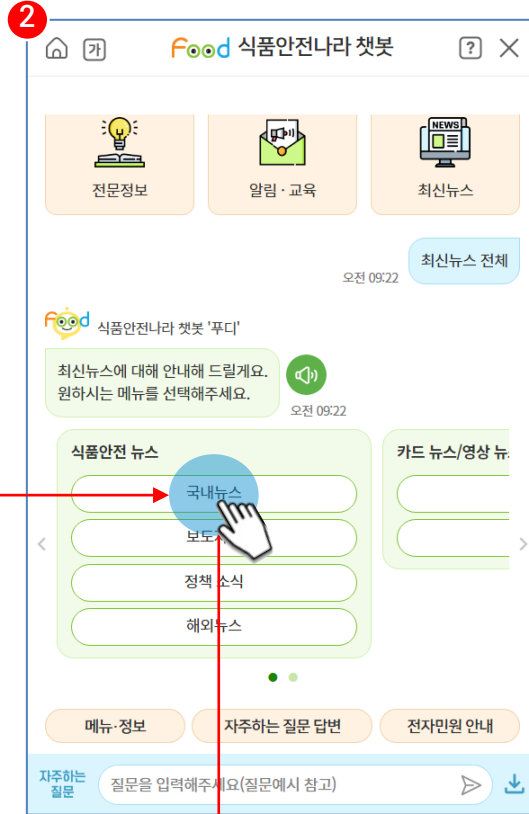 2
가 Food 식품안전나라 챗봇 ?
NEWS
전문정보 알림 · 교육 최신뉴스
최신뉴스 전체
오전 09:22
Food 식품안전나라 챗봇 '푸디'
최신뉴스에 대해 안내해 드릴게요.
원하시는 메뉴를 선택해주세요.
오전 09:22
식품안전 뉴스 카드 뉴스/영상
국내뉴스
정책 소식
해외뉴스
메뉴·정보 자주하는 질문 답변 전자민원 안내
자주하는
질문
질문을 입력해주세요(질문예시 참고)